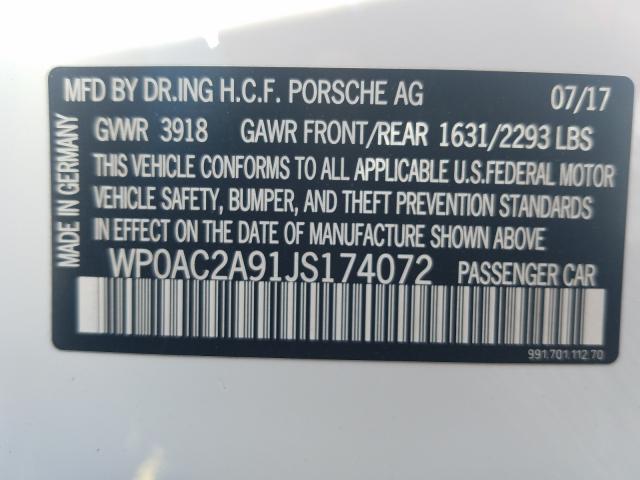 MFD BY DR.ING H.C.F. PORSCHE AG 07/17
GVWR 3918 GAWR FRONT/REAR 1631/2293 LBS
THIS VEHICLE CONFORMS TO ALL APPLICABLE U.S.FEDERAL MOTOR
VEHICLE SAFETY, BUMPER, AND THEFT PREVENTION STANDARDS
IN EFFECT ON THE DATE OF MANUFACTURE SHOWN ABOVE.
WP0AC2A91JS174072 PASSENGER CAR
991.701.112.70
MADE IN GERMANY